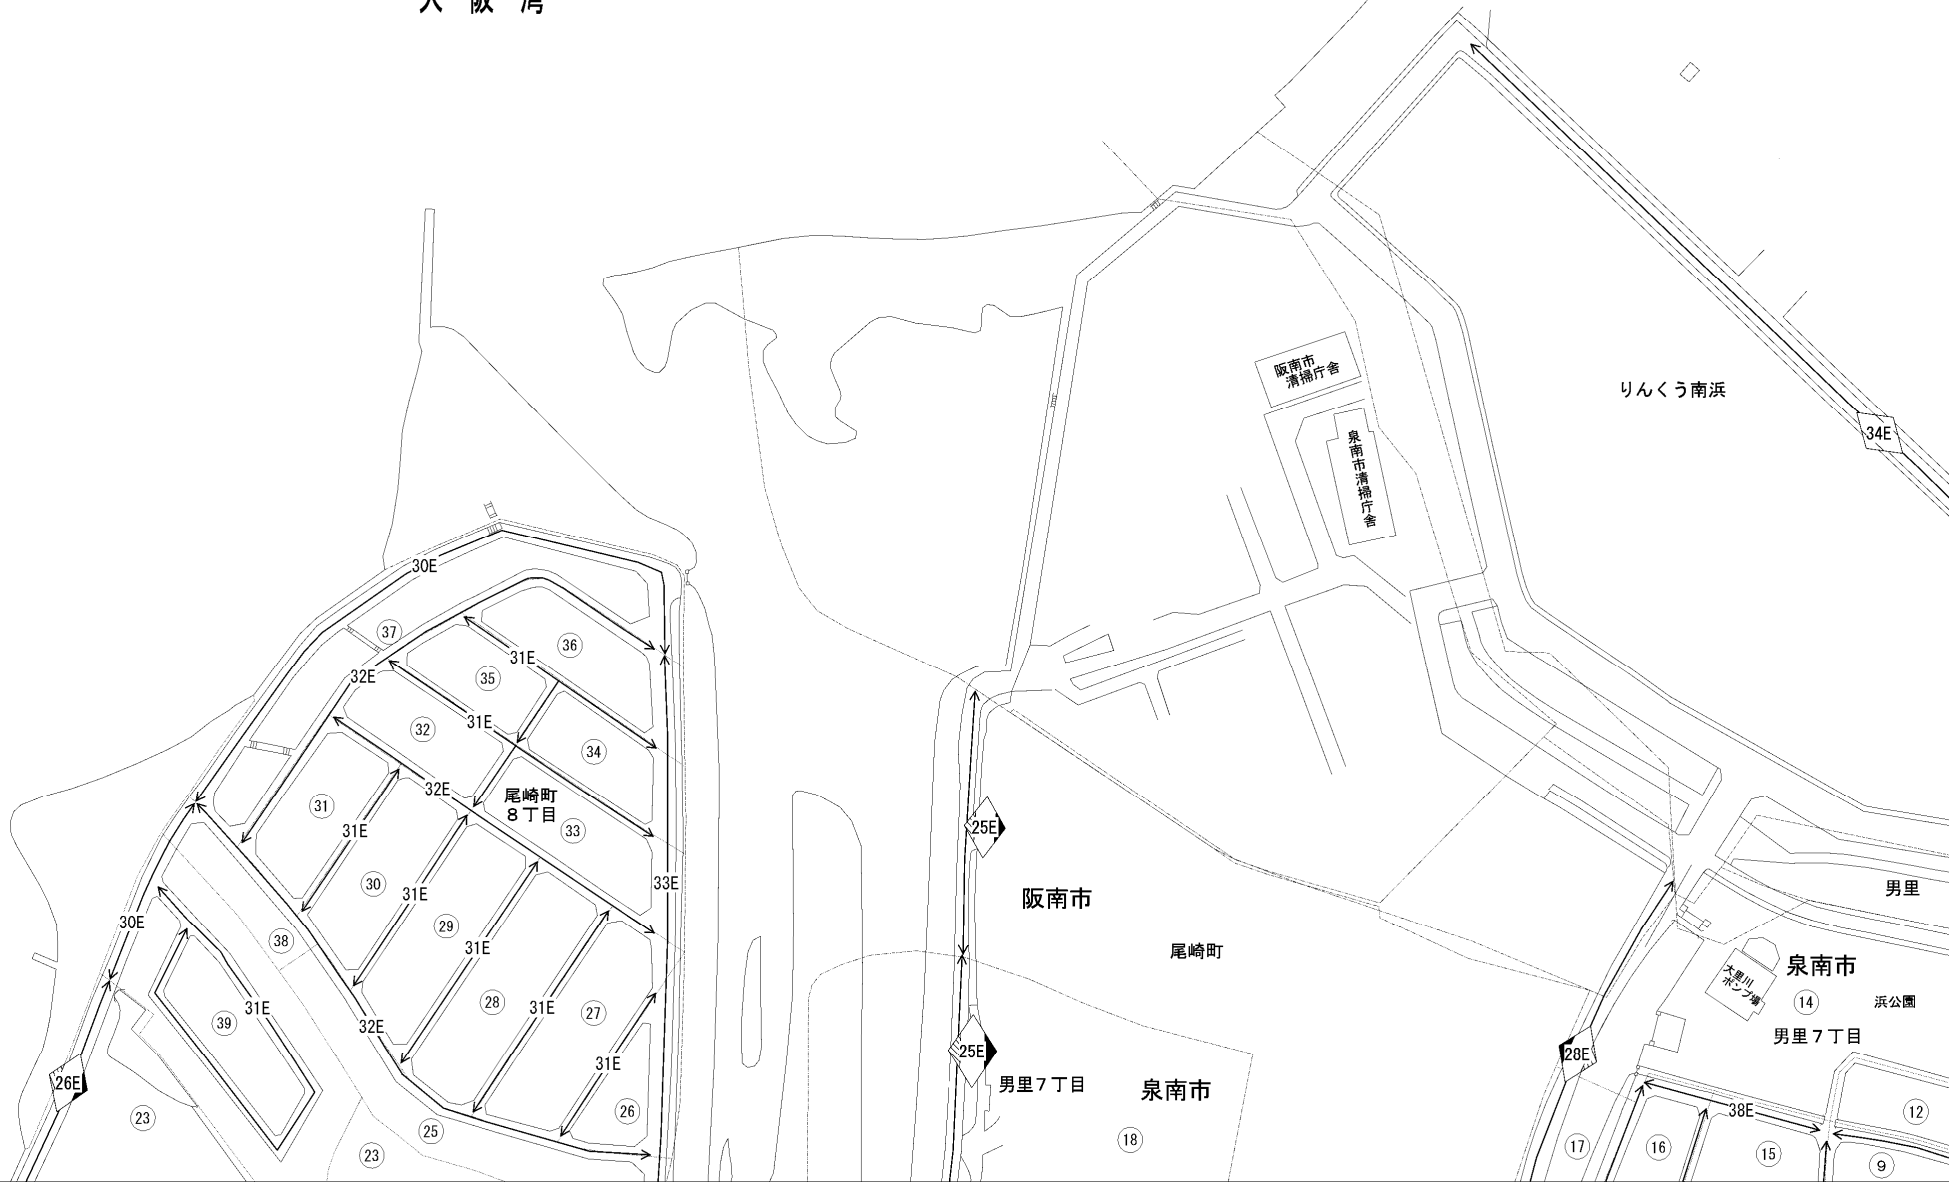 大阪湾
阪南市
清掃庁舎
りんくう南浜
34E
泉南市清掃庁舎
30E
37
36
31E
35
32E
31E
32
34
32E
尾崎町
8丁目
33
31
31E
25E
30
31E
33E
男里
阪南市
29
30E
38
31E
尾崎町
泉南市
大里川
ポンプ場
14
浜公園
28
31E
27
39
31E
32E
男里7丁目
25E
28E
31E
26E
男里7丁目
泉南市
38E
12
26
23
25
18
17
16
15
23
9